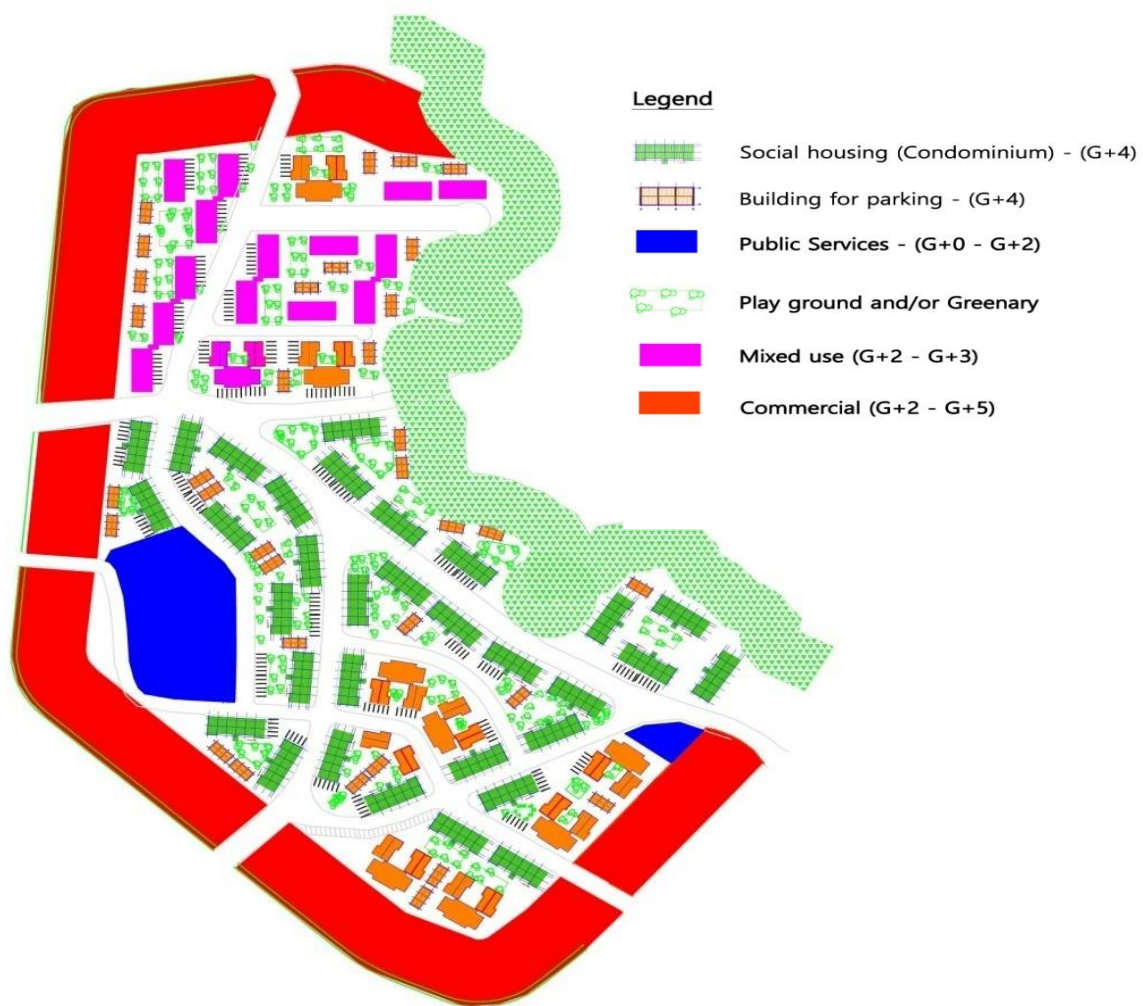 Legend
Social housing (Condominium) - (G+4)
Building for parking - (G+4)
Public Services - (G+0 - G+2)
Play ground and/or Greenary
Mixed use (G+2 - G+3)
Commercial (G+2 - G+5)